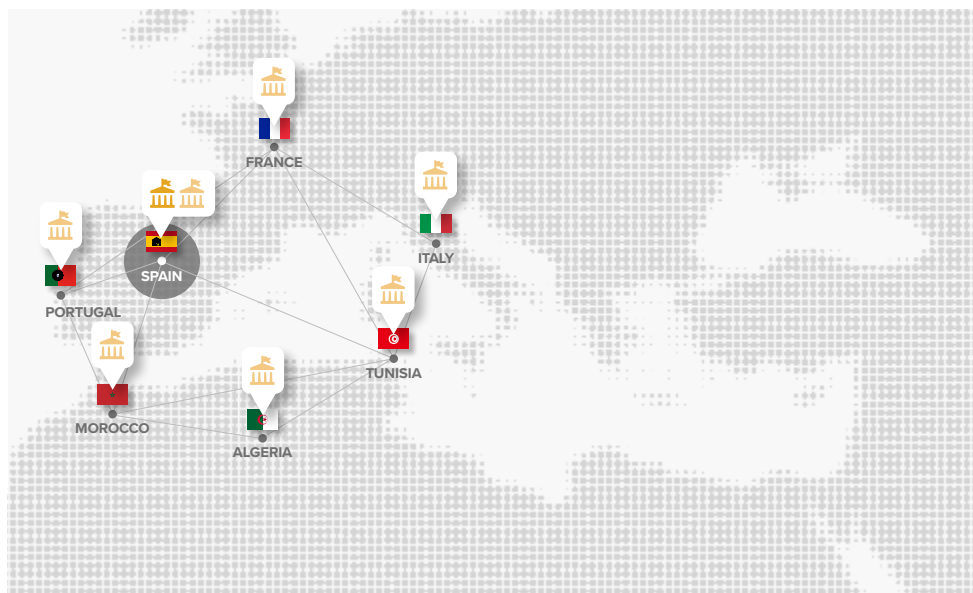 FRANCE
ITALY
SPAIN
PORTUGAL
TUNISIA
MOROCCO
ALGERIA